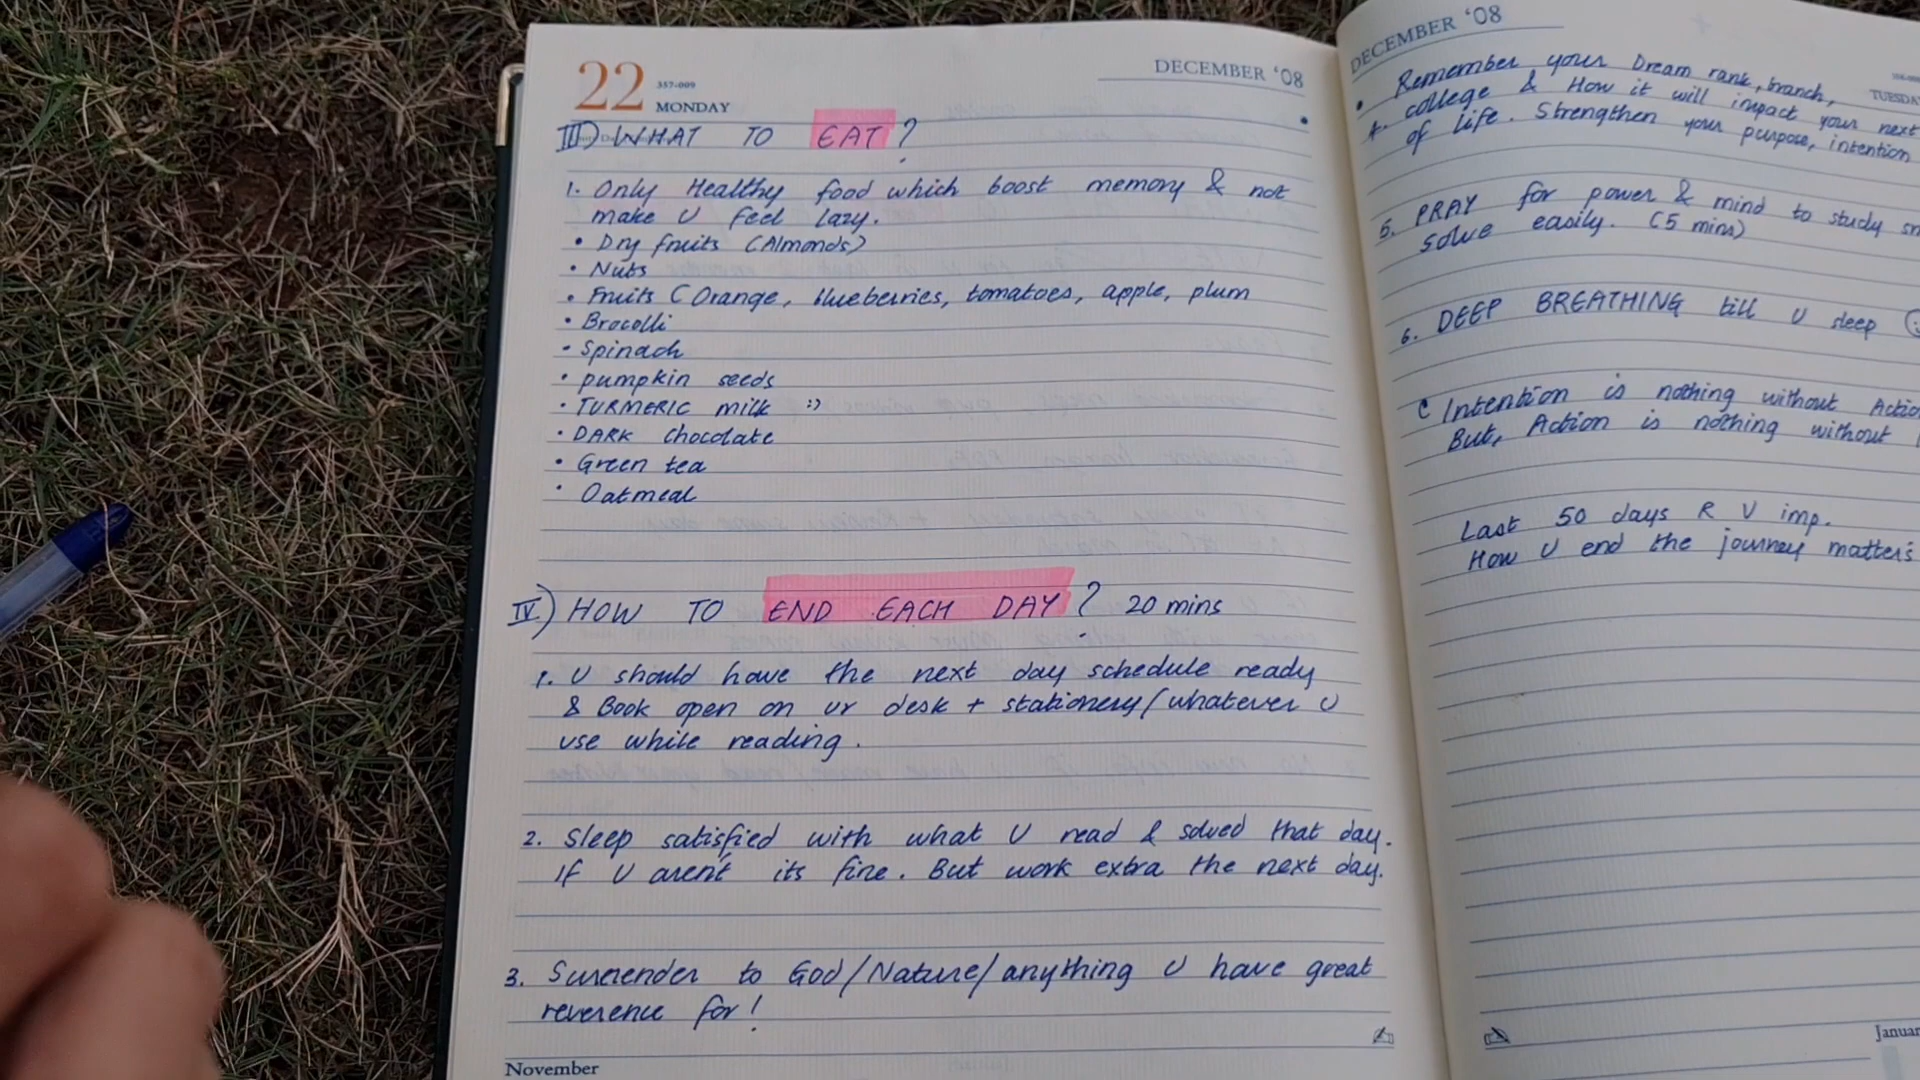 22
357-009
MONDAY
DECEMBER '08
III) WHAT TO EAT?
1. Only Healthy food which boost memory & not
make U feel lazy.
• Dry fruits (Almonds)
• Nuts
• Fruits (Orange, blueberries, tomatoes, apple, plum
• Brocolli
• Spinach
• pumpkin seeds
• TURMERIC milk :)
• DARK chocolate
• Green tea
• Oatmeal
IV) HOW TO END EACH DAY? 20 mins
1. U should have the next day schedule ready
& Book open on ur desk + stationery/whatever U
use while reading.
2. Sleep satisfied with what U read & solved that day.
If U aren't its fine. But work extra the next day.
3. Surrender to God/Nature/anything U have great
reverence for!
November
DECEMBER '08
TUESDAY
• Remember your Dream rank, branch,
4. college & How it will impact your next
of life. Strengthen your purpose, intention
5. PRAY for power & mind to study
solve easily. (5 mins)
6. DEEP BREATHING till U sleep
Intention is nothing without Actio
But, Action is nothing without
Last 50 days R V imp.
How U end the journey matters
Januar